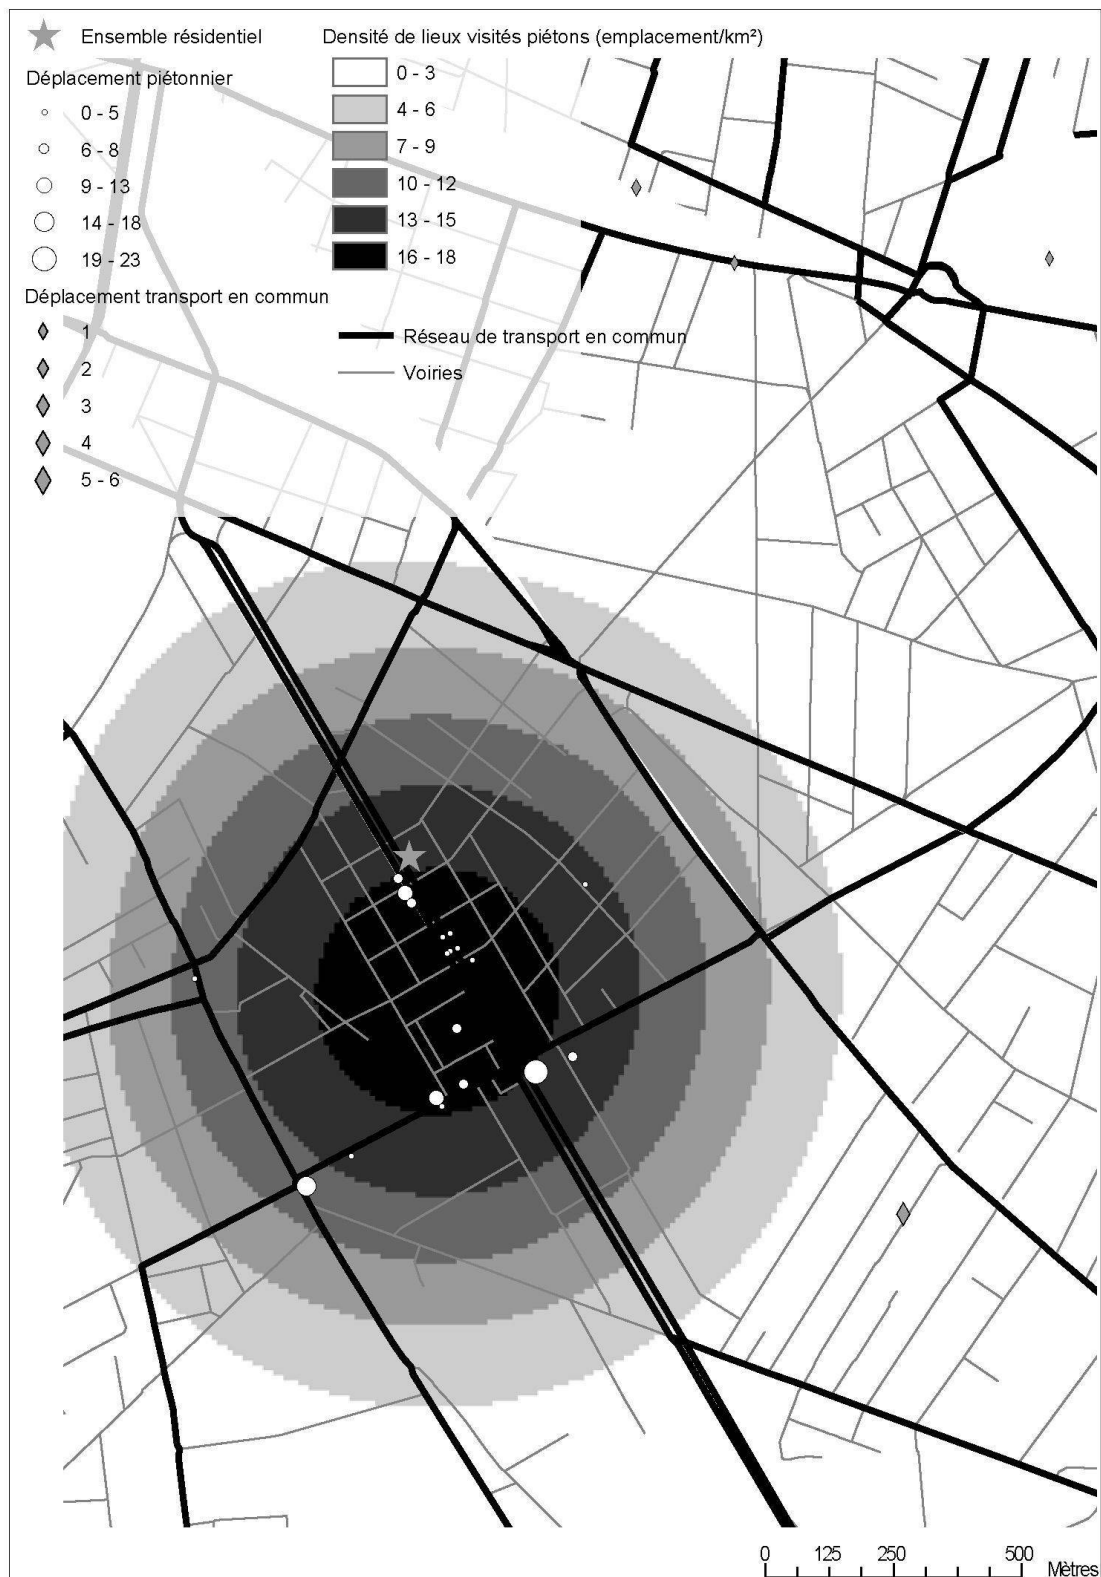 Ensemble résidentiel
Déplacement piétonnier
0 - 5
6 - 8
9 - 13
14 - 18
19 - 23
Déplacement transport en commun
1
2
3
4
5 - 6
Densité de lieux visités piétons (emplacement/km²)
0 - 3
4 - 6
7 - 9
10 - 12
13 - 15
16 - 18
Réseau de transport en commun
Voiries
0 125 250 500
Mètres